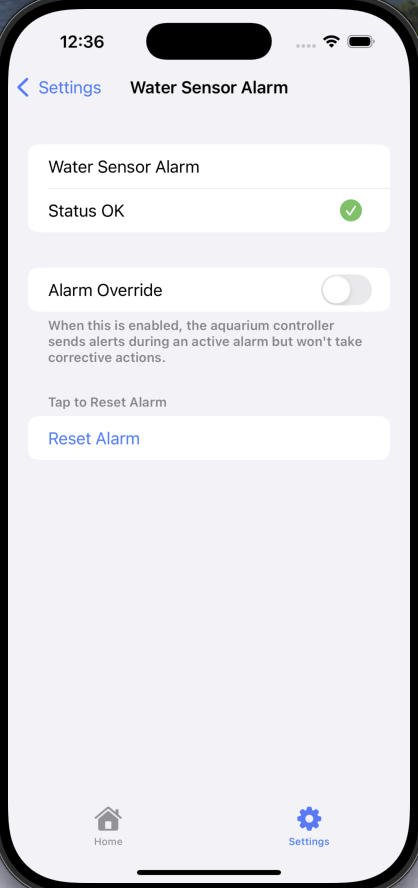 12:36
Settings
Water Sensor Alarm
Water Sensor Alarm
Status OK
Alarm Override
When this is enabled, the aquarium controller
sends alerts during an active alarm but won't take
corrective actions.
Tap to Reset Alarm
Reset Alarm
Home
Settings